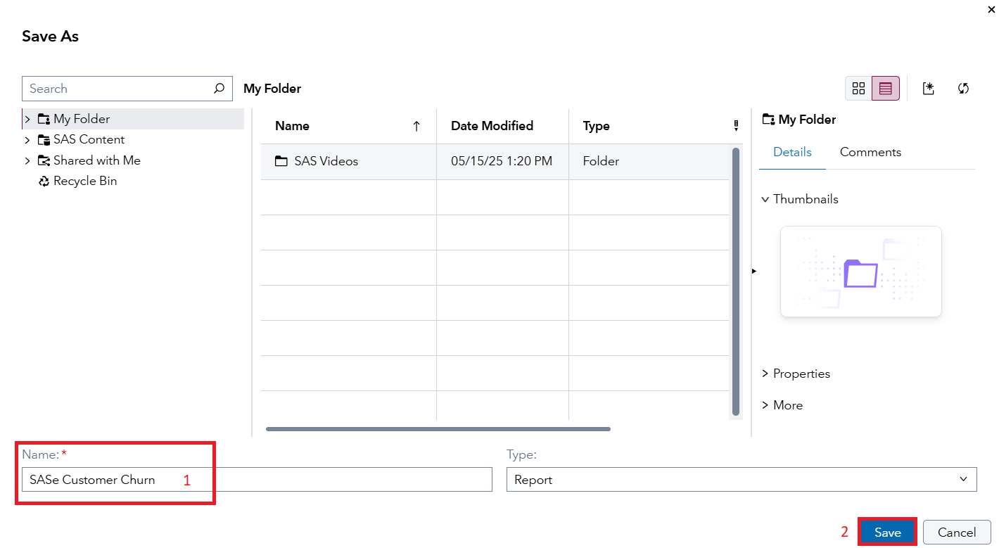 Save As
Search
My Folder
My Folder
SAS Content
Shared with Me
Recycle Bin
Name Date Modified Type
SAS Videos 05/15/25 1:20 PM Folder
My Folder
Details Comments
Thumbnails
Properties
More
Name: *
SASe Customer Churn 1
Type:
Report
2 Save Cancel